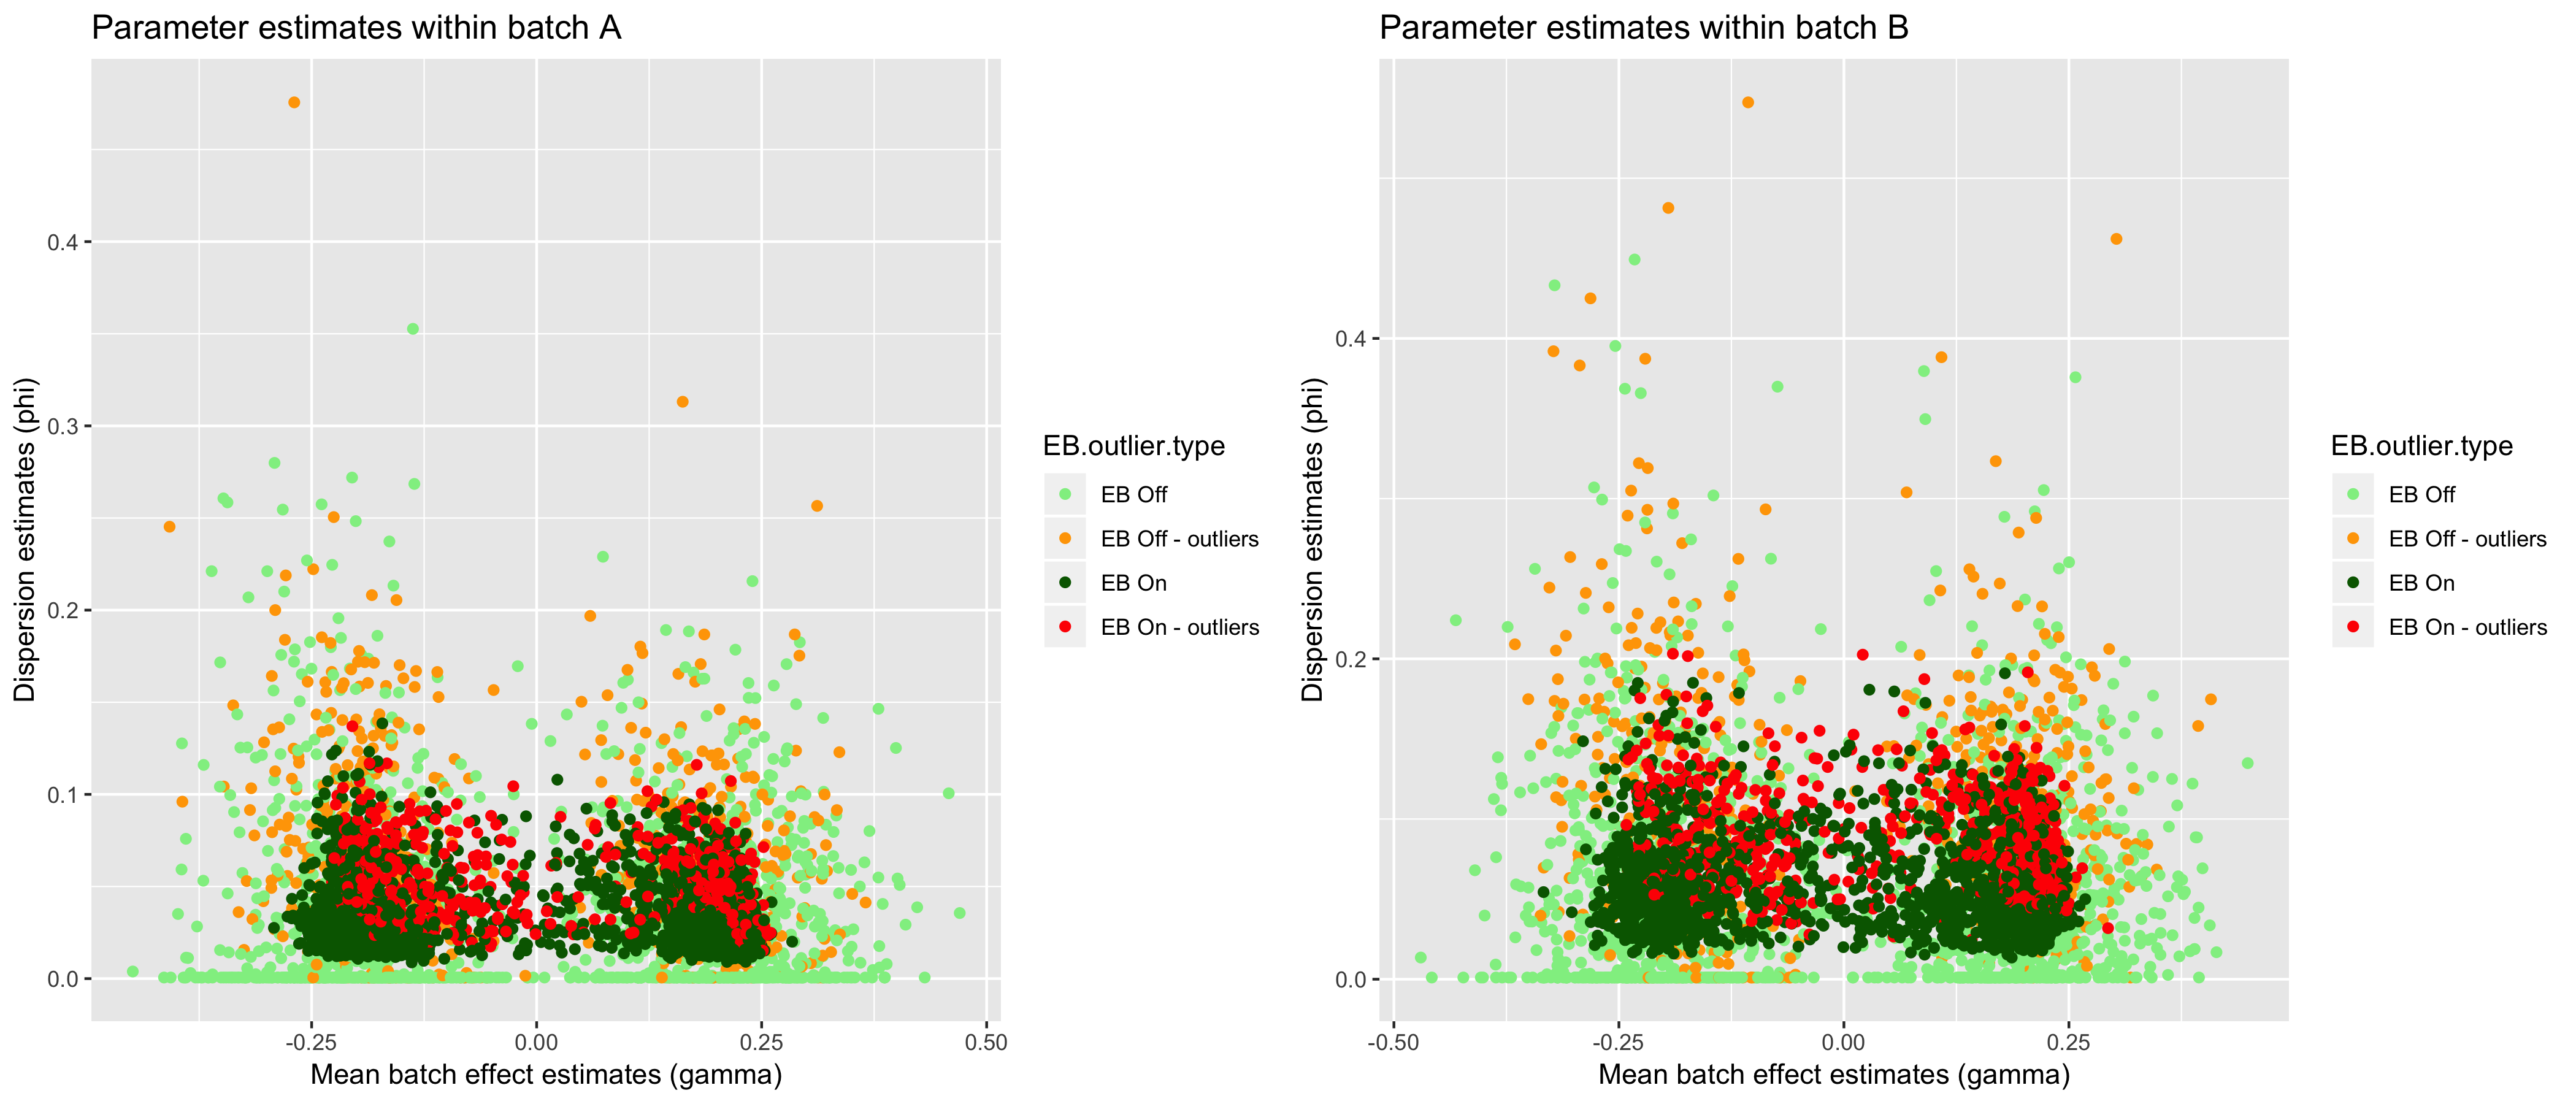 Parameter estimates within batch A
Dispersion estimates (phi)
0.4
0.3
0.2
0.1
0.0
-0.25
0.00
0.25
0.50
Mean batch effect estimates (gamma)
EB.outlier.type
EB Off
EB Off - outliers
EB On
EB On - outliers
Parameter estimates within batch B
Dispersion estimates (phi)
0.4
0.2
0.0
-0.50
-0.25
0.00
0.25
Mean batch effect estimates (gamma)
EB.outlier.type
EB Off
EB Off - outliers
EB On
EB On - outliers